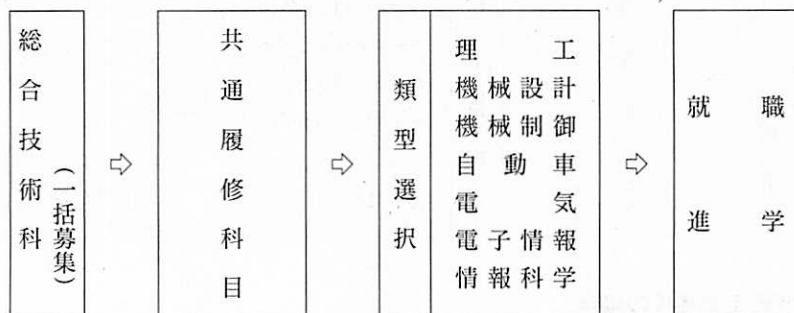 総合技術科
(一括募集)
⇨
共通履修科目
⇨
類型選択
理工
機械設計
機械制御
自動車
電気
電子情報
情報科学
⇨
就職
進学